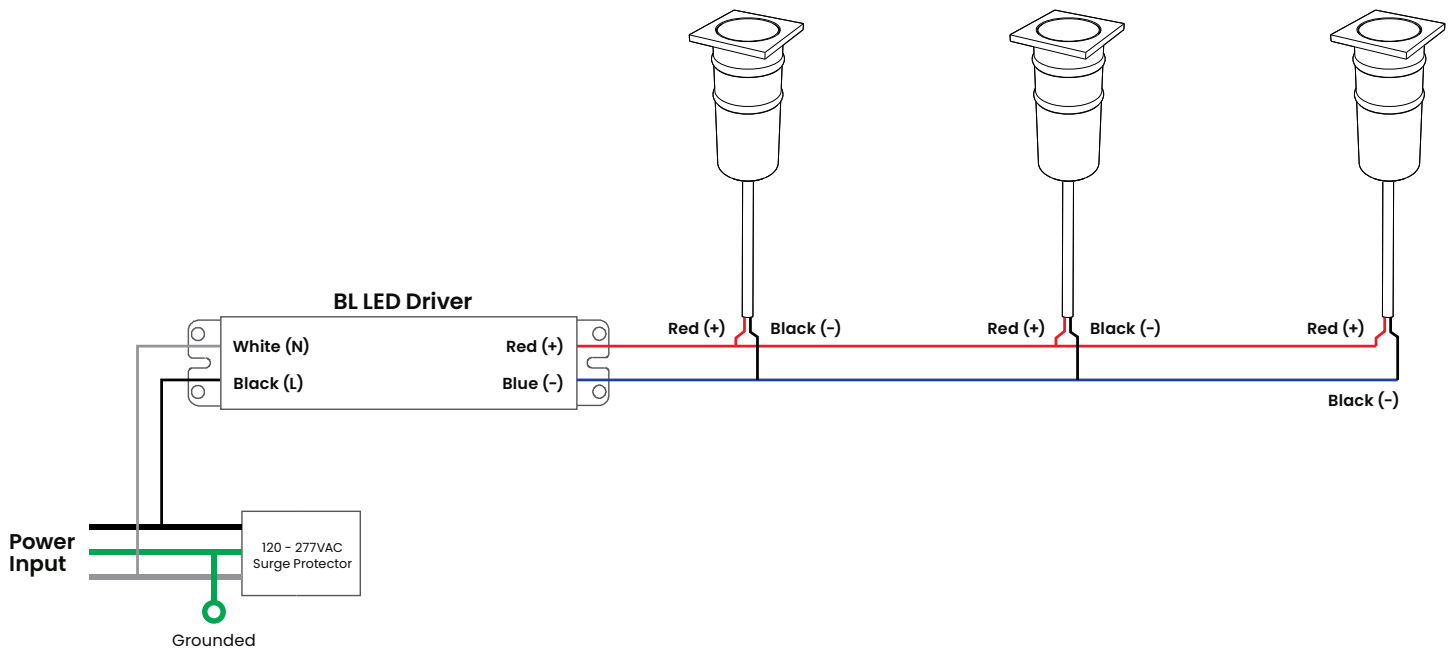 BL LED Driver
White (N)
Black (L)
Red (+)
Blue (-)
Red (+)
Black (-)
Red (+)
Black (-)
Red (+)
Black (-)
Power
Input
120 - 277VAC
Surge Protector
Grounded